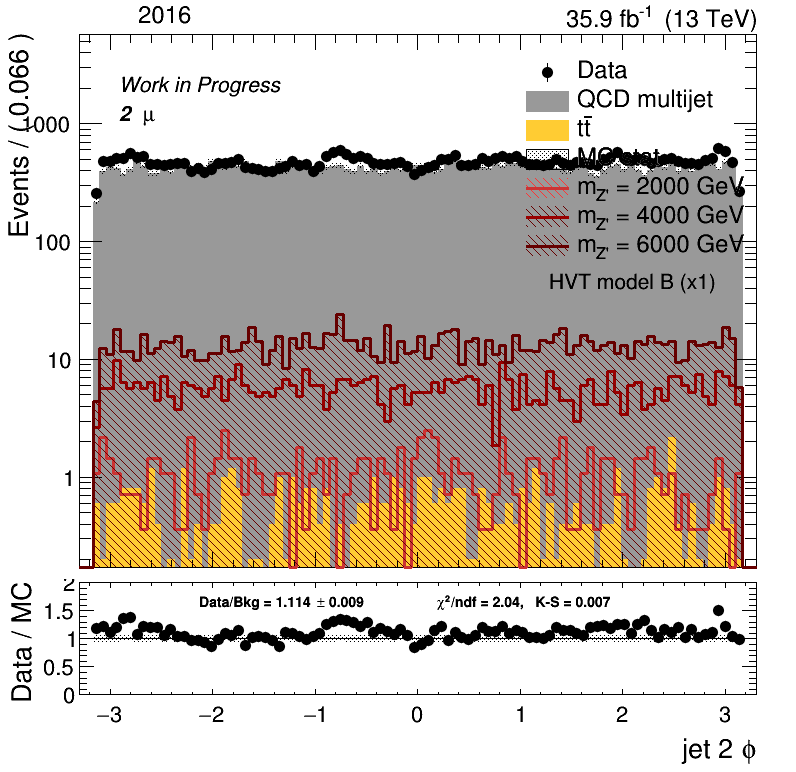 2016 35.9 fb⁻¹ (13 TeV)
Events / ( 0.066 )
Work in Progress
2 μ
Data
QCD multijet
tt̄
MC stat.
m_Z' = 2000 GeV
m_Z' = 4000 GeV
m_Z' = 6000 GeV
HVT model B (x1)
1000
100
10
1
Data / MC
Data/Bkg = 1.114 ± 0.009 χ²/ndf = 2.04, K-S = 0.007
2
1.5
1
0.5
0
−3 −2 −1 0 1 2 3
jet 2 ϕ